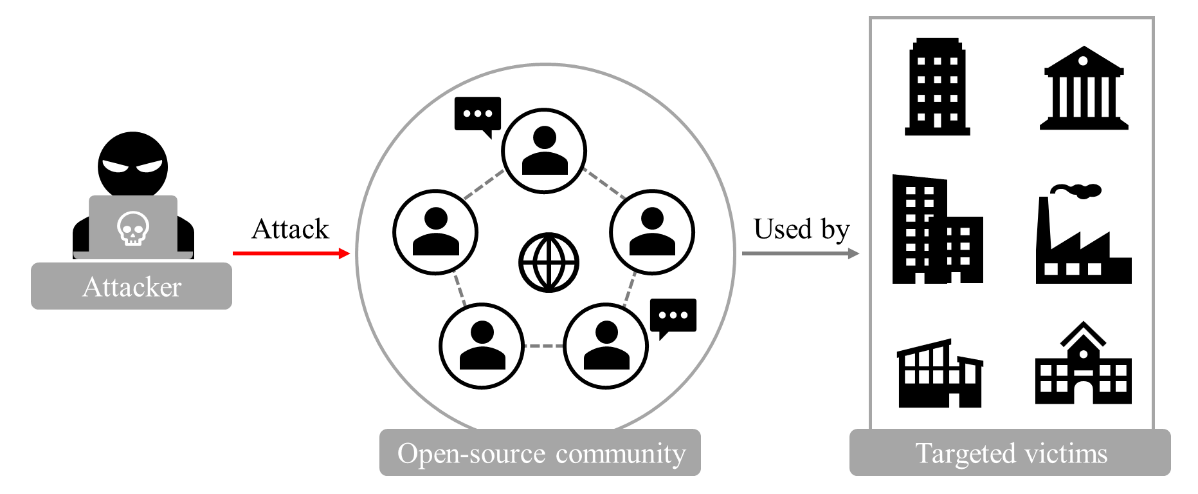 Attack
Used by
Attacker
Open-source community
Targeted victims